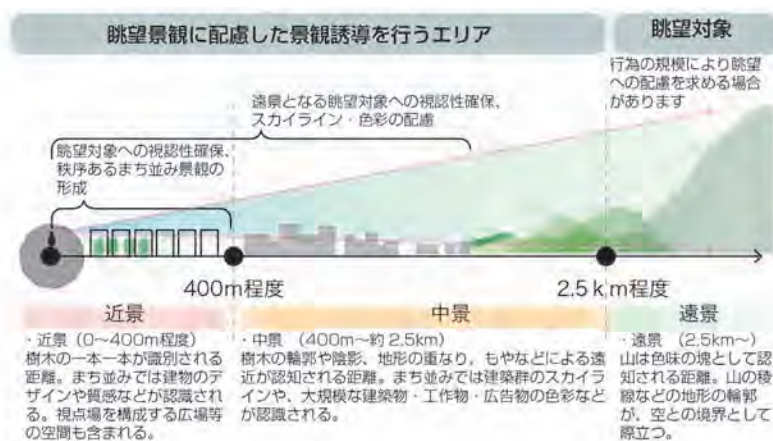 眺望景観に配慮した景観誘導を行うエリア
眺望対象
行為の規模により眺望
への配慮を求める場合
があります
遠景となる眺望対象への視認性確保、
スカイライン・色彩の配慮
眺望対象への視認性確保、
秩序あるまち並み景観の
形成
400m程度
2.5km程度
近景
中景
遠景
・近景（0～400m程度）
樹木の一本一本が識別される
距離。まち並みでは建物のデ
ザインや質感などが認識され
る。視点場を構成する広場等
の空間も含まれる。
・中景　（400m～約2.5km）
樹木の輪郭や陰影、地形の重なり、もやなどによる遠
近が認知される距離。まち並みでは建築群のスカイラ
インや、大規模な建築物・工作物・広告物の色彩など
が認識される。
・遠景　（2.5km～）
山は色味の塊として認
知される距離。山の稜
線などの地形の輪郭
が、空との境界として
際立つ。